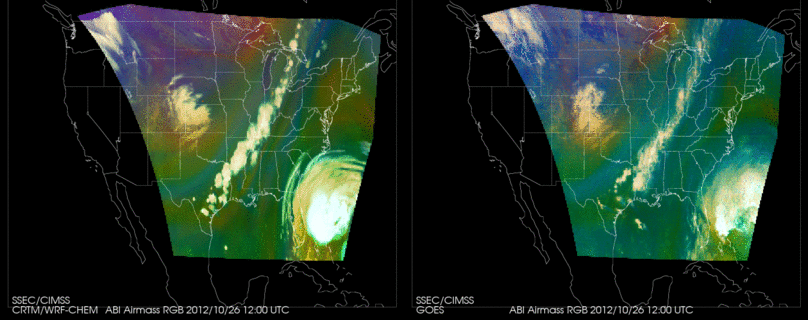 SSEC/CIMSS
CRTM/WRF-CHEM ABI Airmass RGB 2012/10/26 12:00 UTC
SSEC/CIMSS
GOES ABI Airmass RGB 2012/10/26 12:00 UTC